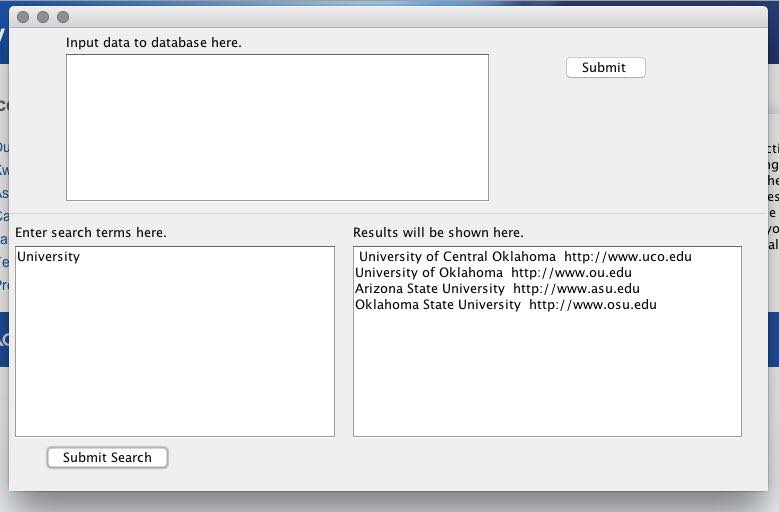 Input data to database here.
Submit
Enter search terms here.
Results will be shown here.
University
University of Central Oklahoma  http://www.uco.edu
University of Oklahoma  http://www.ou.edu
Arizona State University  http://www.asu.edu
Oklahoma State University  http://www.osu.edu
Submit Search